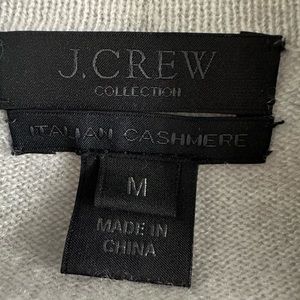 J.CREW
COLLECTION
ITALIAN CASHMERE
M
MADE IN
CHINA